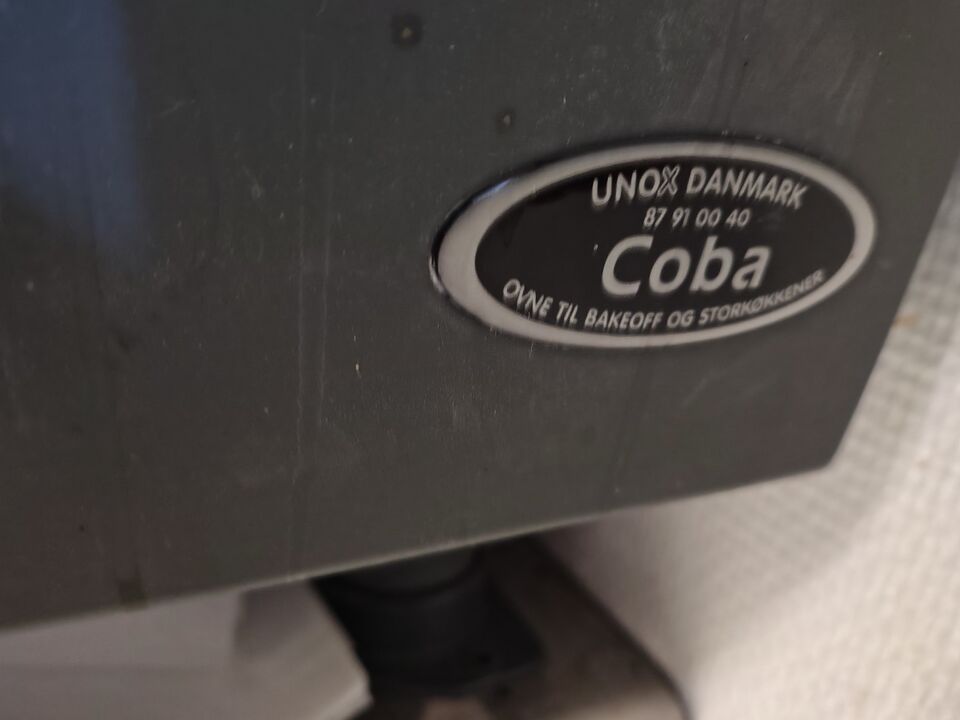 UNOX DANMARK
87 91 00 40
Coba
OVNE TIL BAKEOFF OG STORKØKKENER